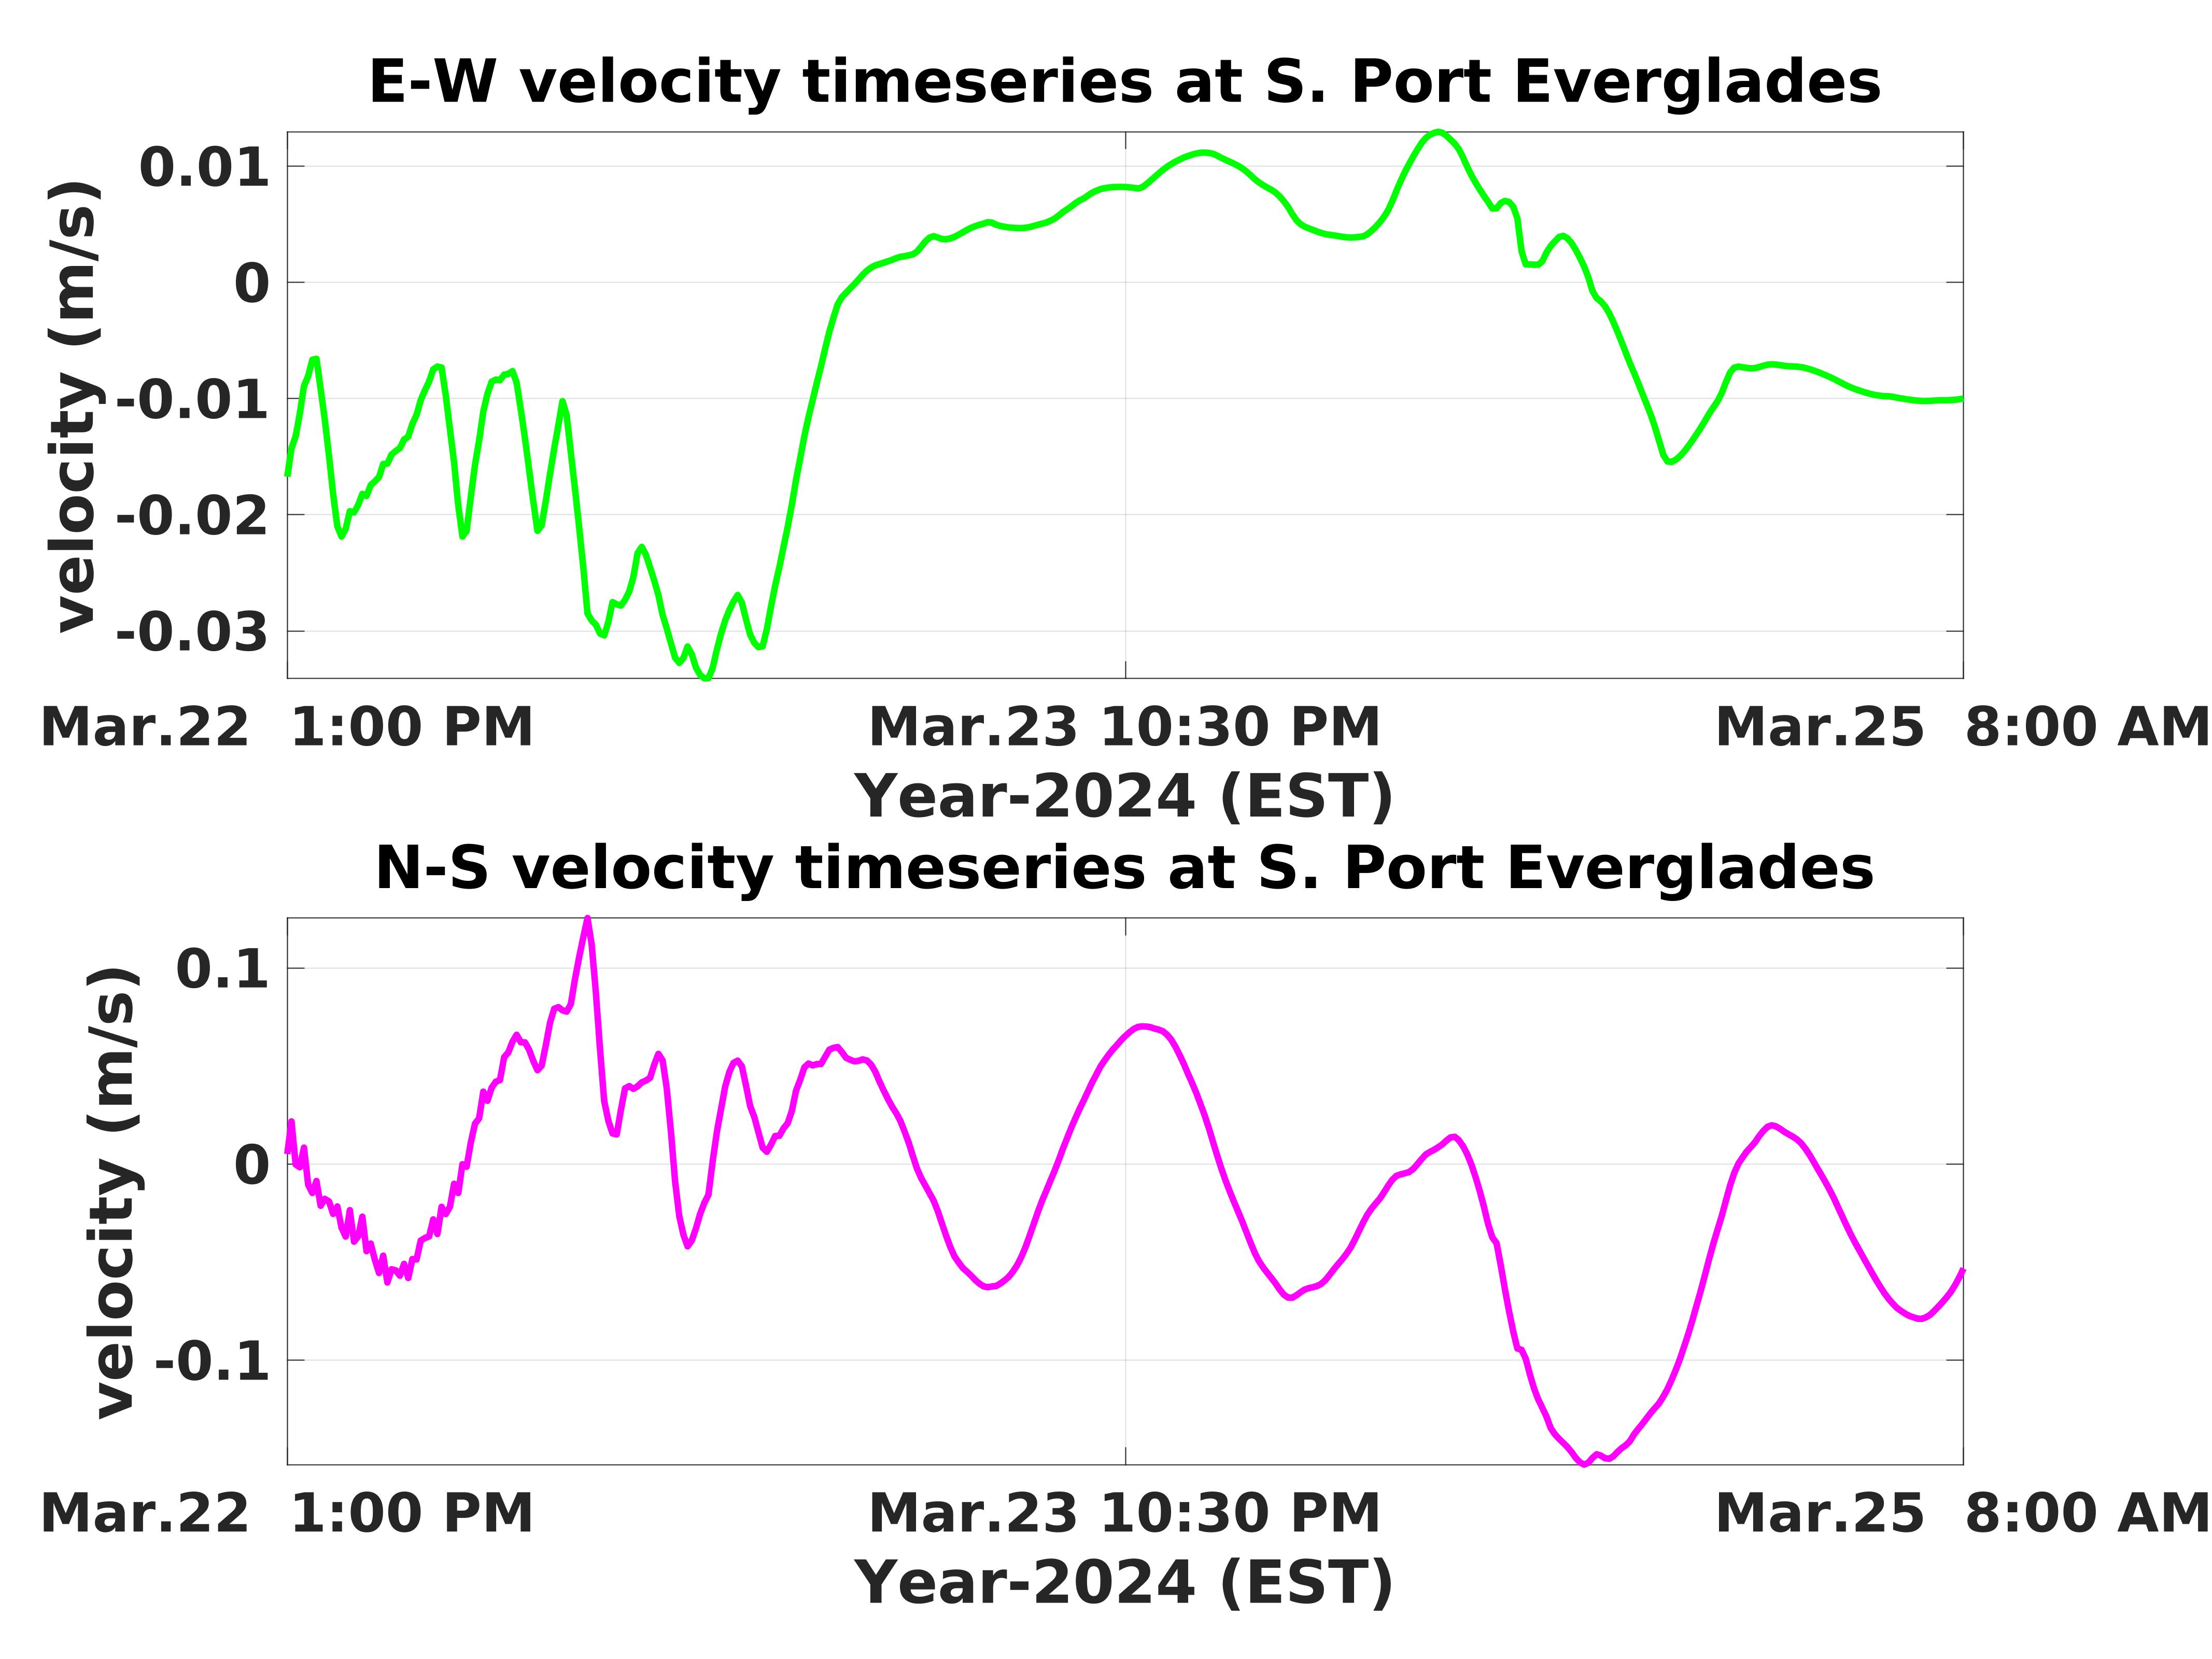 E-W velocity timeseries at S. Port Everglades
velocity (m/s)
0.01
0
-0.01
-0.02
-0.03
Mar.22 1:00 PM Mar.23 10:30 PM Mar.25 8:00 AM
Year-2024 (EST)
N-S velocity timeseries at S. Port Everglades
velocity (m/s)
0.1
0
-0.1
Mar.22 1:00 PM Mar.23 10:30 PM Mar.25 8:00 AM
Year-2024 (EST)